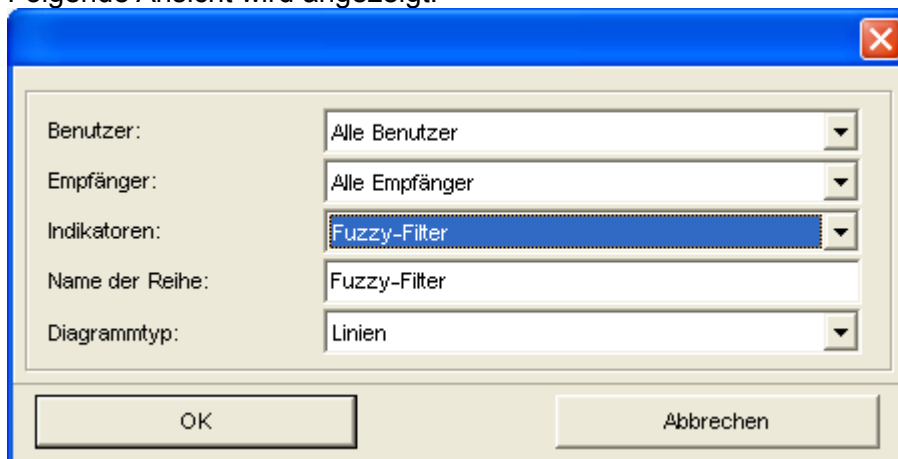 Folgende Ansicht wird angezeigt:
Benutzer: Alle Benutzer
Empfänger: Alle Empfänger
Indikatoren: Fuzzy-Filter
Name der Reihe: Fuzzy-Filter
Diagrammtyp: Linien
OK Abbrechen